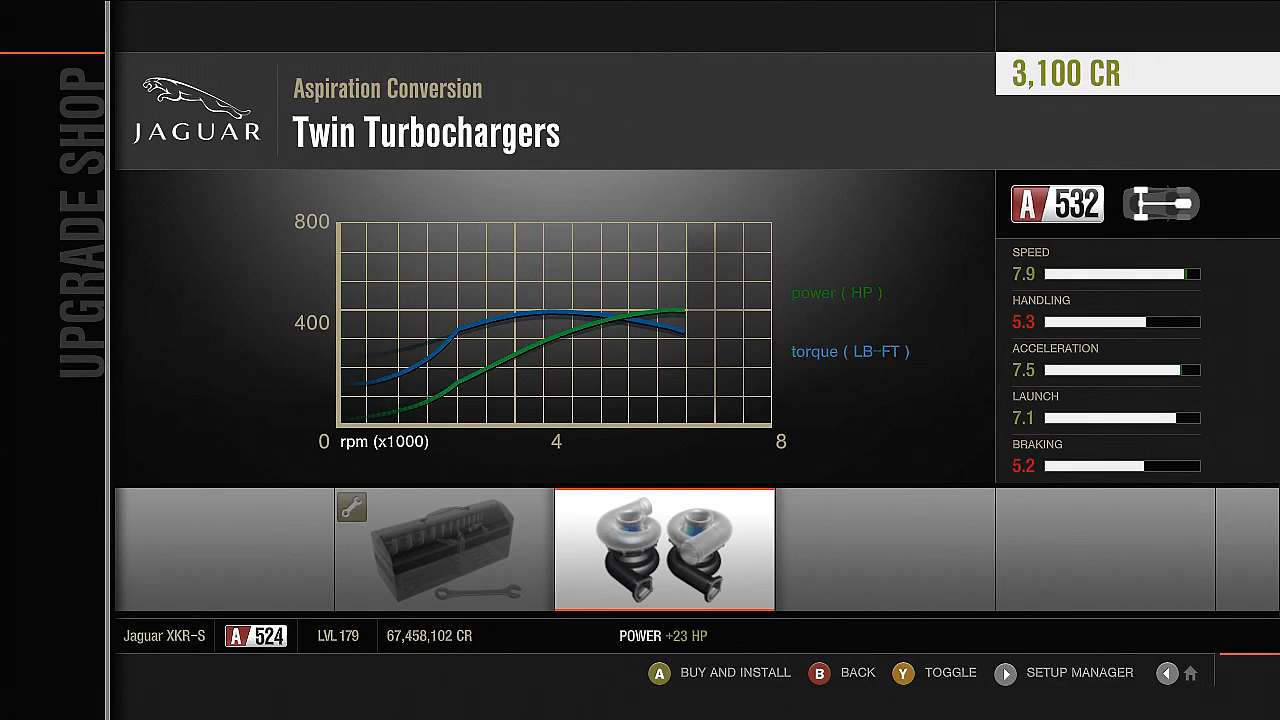 UPGRADE SHOP
JAGUAR
Aspiration Conversion
Twin Turbochargers
3,100 CR
A 532
SPEED
7.9
HANDLING
5.3
ACCELERATION
7.5
LAUNCH
7.1
BRAKING
5.2
800
400
0 rpm (x1000) 4 8
power ( HP )
torque ( LB-FT )
Jaguar XKR-S A 524 LVL 179 67,458,102 CR POWER +23 HP
A BUY AND INSTALL B BACK Y TOGGLE SETUP MANAGER